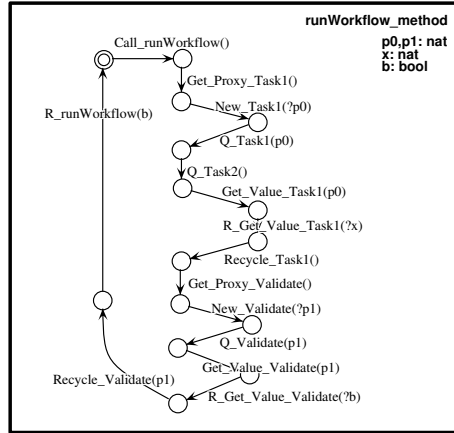 runWorkflow_method
p0,p1: nat
x: nat
b: bool
Call_runWorkflow()
Get_Proxy_Task1()
New_Task1(?p0)
R_runWorkflow(b)
Q_Task1(p0)
Q_Task2()
Get_Value_Task1(p0)
R_Get_Value_Task1(?x)
Recycle_Task1()
Get_Proxy_Validate()
New_Validate(?p1)
Q_Validate(p1)
Get_Value_Validate(p1)
Recycle_Validate(p1)
R_Get_Value_Validate(?b)